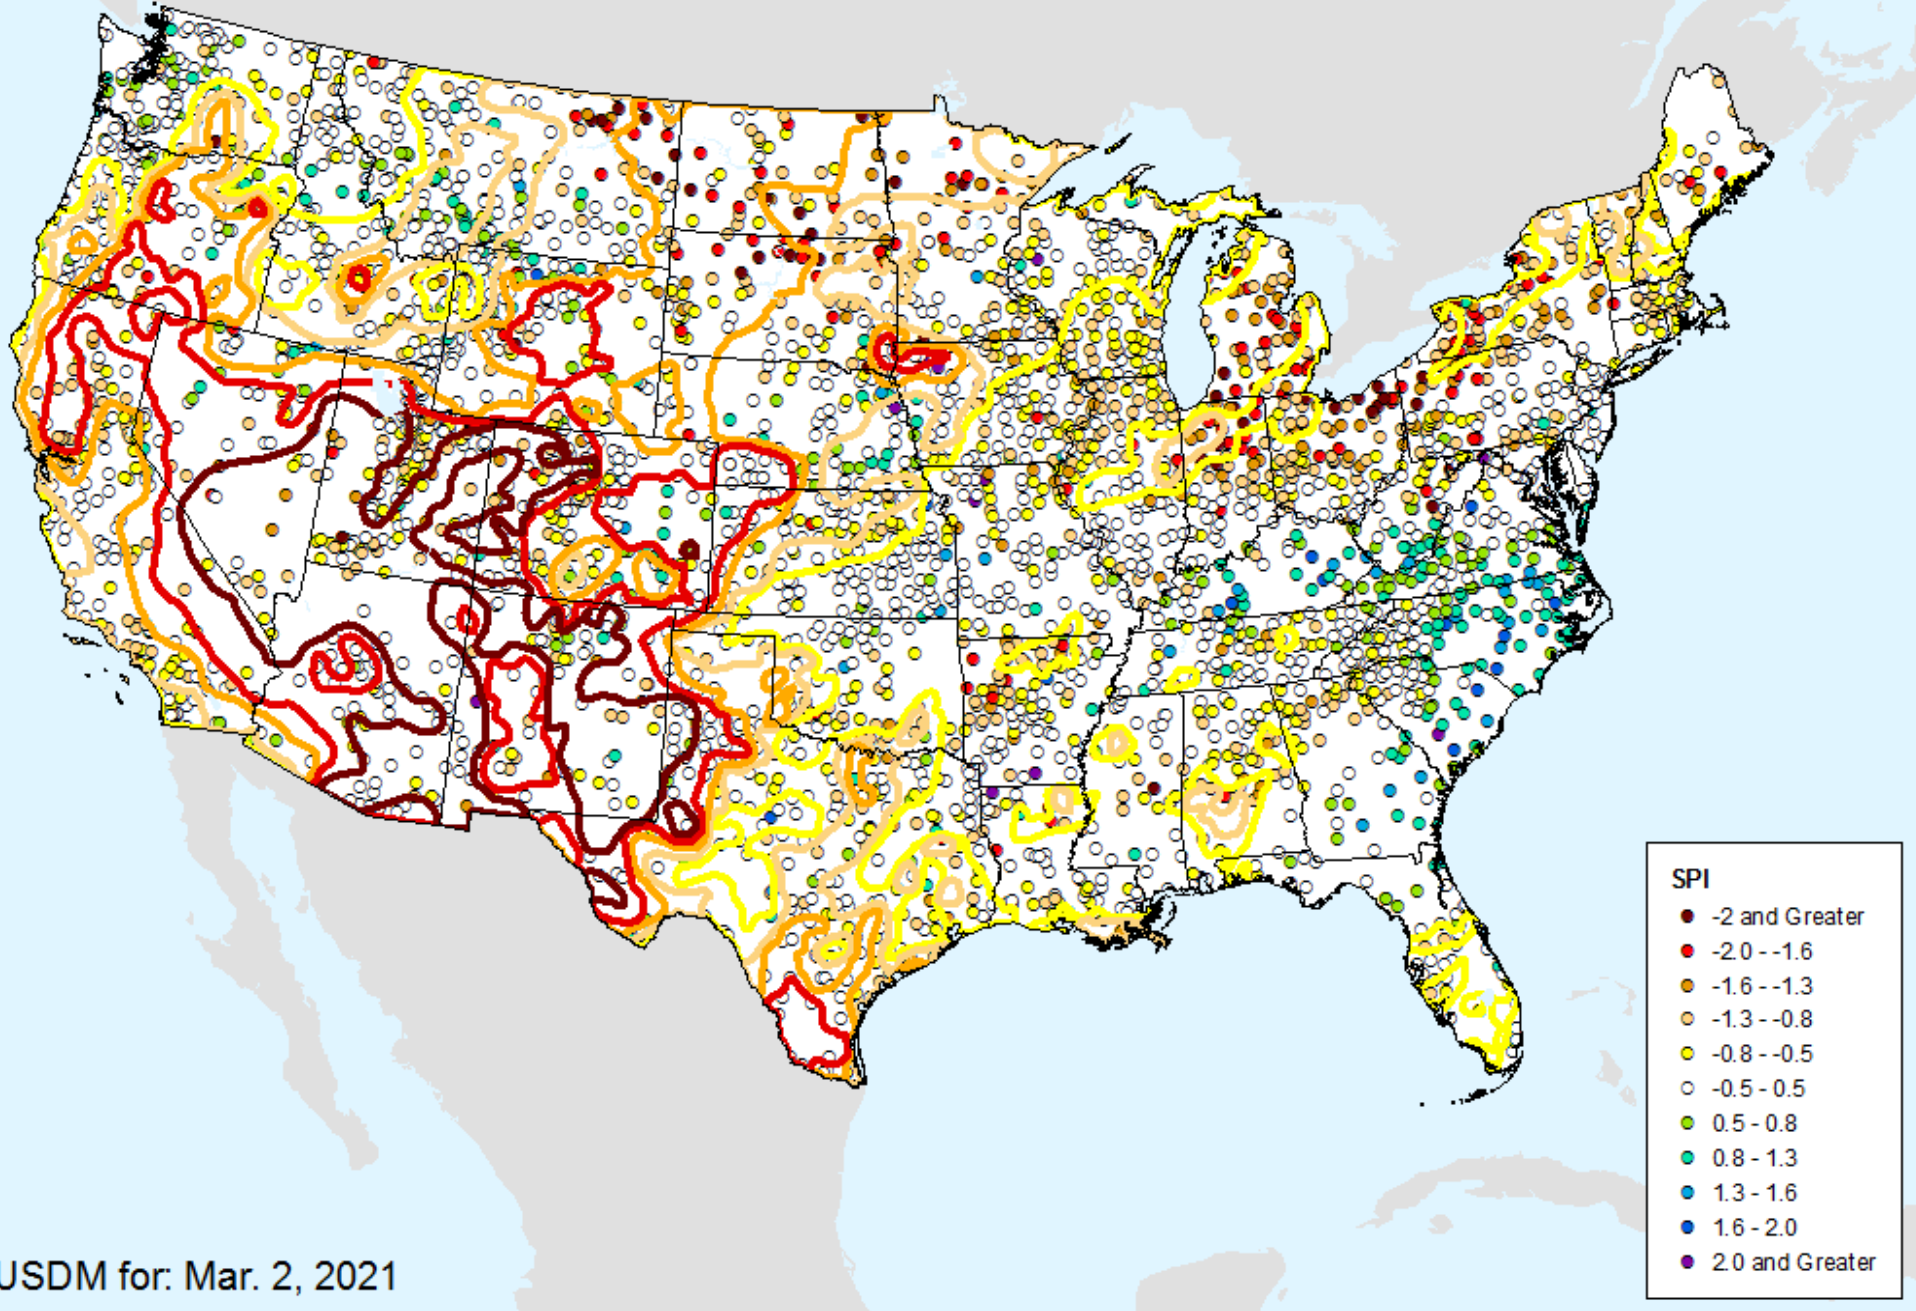 SPI
-2 and Greater
-2.0 - -1.6
-1.6 - -1.3
-1.3 - -0.8
-0.8 - -0.5
-0.5 - 0.5
0.5 - 0.8
0.8 - 1.3
1.3 - 1.6
1.6 - 2.0
2.0 and Greater
USDM for: Mar. 2, 2021